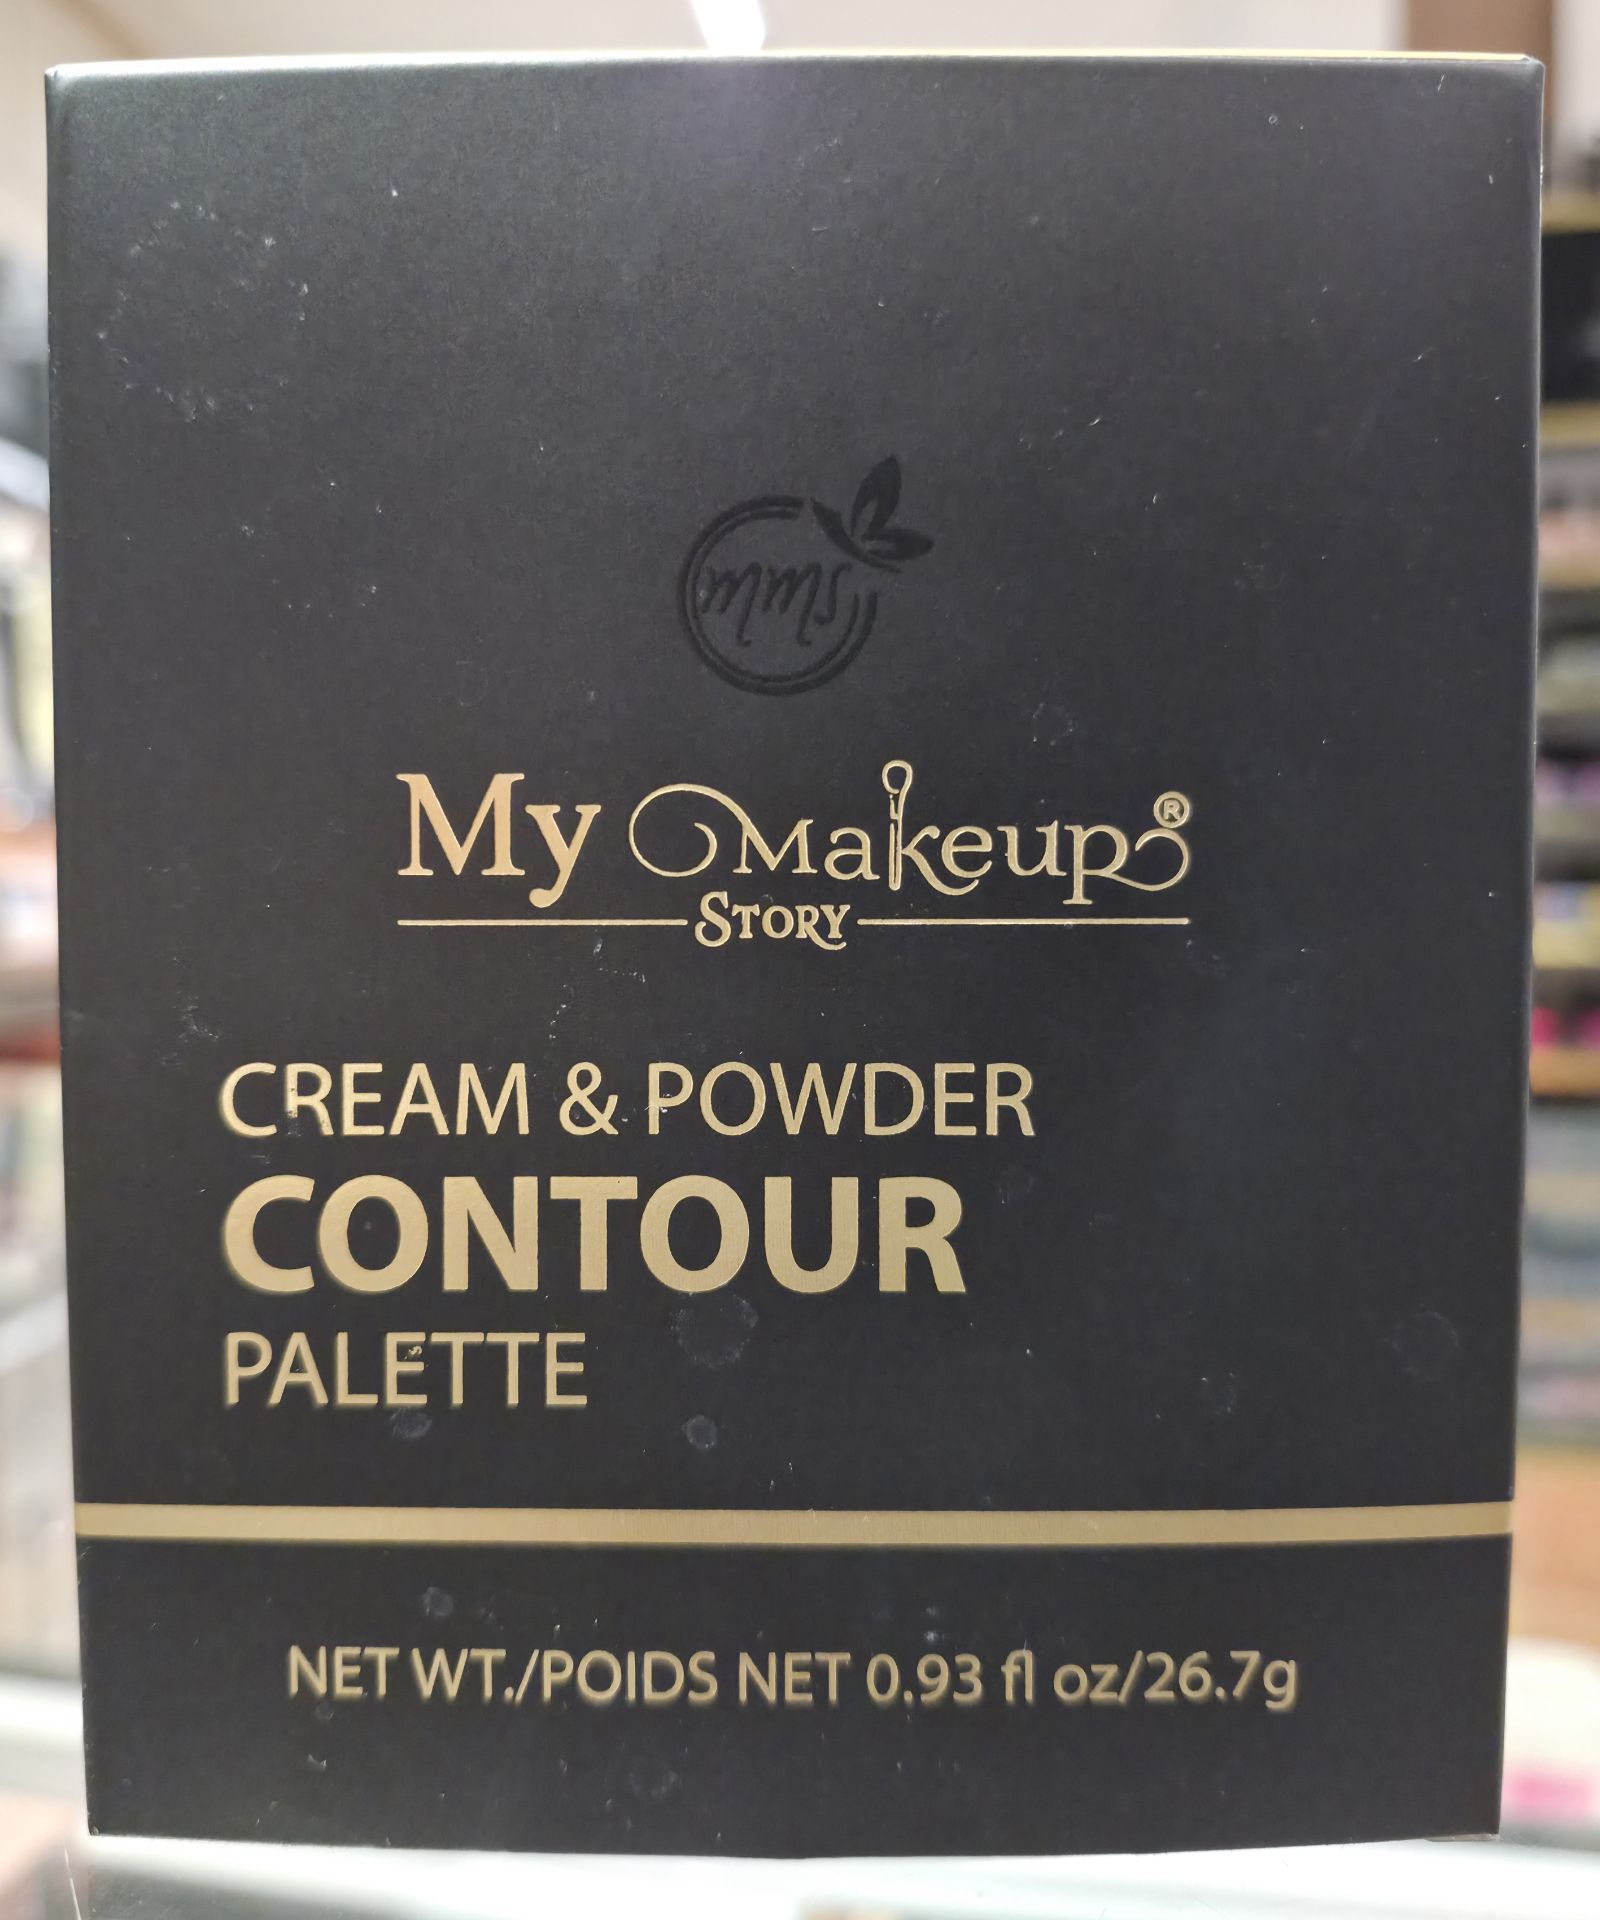 mms
My Makeup®
STORY
CREAM & POWDER
CONTOUR
PALETTE
NET WT./POIDS NET 0.93 fl oz/26.7g